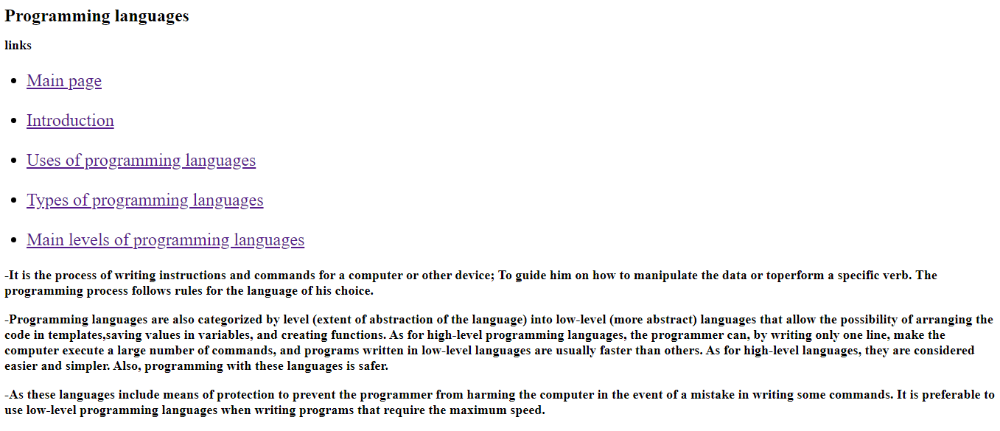 Programming languages
links
Main page
Introduction
Uses of programming languages
Types of programming languages
Main levels of programming languages
-It is the process of writing instructions and commands for a computer or other device; To guide him on how to manipulate the data or toperform a specific verb. The
programming process follows rules for the language of his choice.
-Programming languages are also categorized by level (extent of abstraction of the language) into low-level (more abstract) languages that allow the possibility of arranging the
code in templates,saving values in variables, and creating functions. As for high-level programming languages, the programmer can, by writing only one line, make the
computer execute a large number of commands, and programs written in low-level languages are usually faster than others. As for high-level languages, they are considered
easier and simpler. Also, programming with these languages is safer.
-As these languages include means of protection to prevent the programmer from harming the computer in the event of a mistake in writing some commands. It is preferable to
use low-level programming languages when writing programs that require the maximum speed.